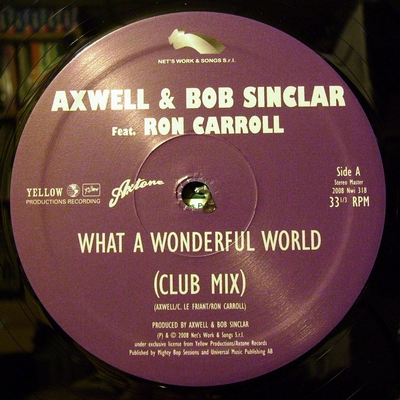 NET'S WORK & SONGS S.r.l.
AXWELL & BOB SINCLAR
Feat. RON CARROLL
Side A
Stereo Master
2008 Nwi 318
33 1/3 RPM
YELLOW
PRODUCTIONS RECORDING
Axtone
WHAT A WONDERFUL WORLD
(CLUB MIX)
(AXWELL/C. LE FRIANT/RON CARROLL)
PRODUCED BY AXWELL & BOB SINCLAR
(P) & © 2008 Net's Work & Songs S.r.l.
under exclusive license from Yellow Productions/Axtone Records
Published by Mighty Bop Sessions and Universal Music Publishing AB